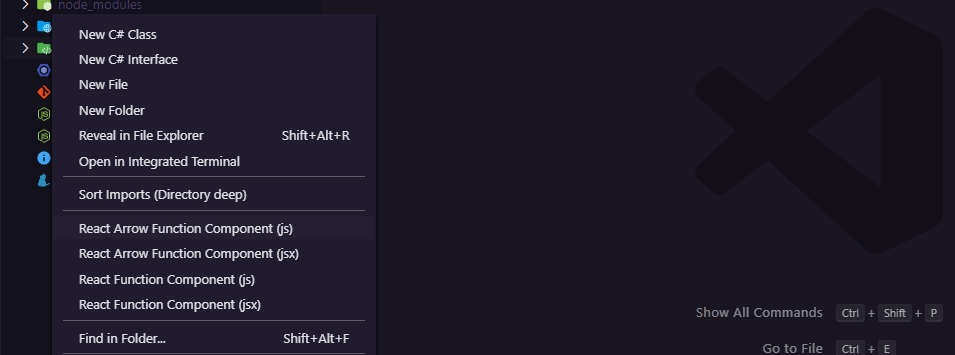 node_modules
New C# Class
New C# Interface
New File
New Folder
Reveal in File Explorer Shift+Alt+R
Open in Integrated Terminal
Sort Imports (Directory deep)
React Arrow Function Component (js)
React Arrow Function Component (jsx)
React Function Component (js)
React Function Component (jsx)
Find in Folder... Shift+Alt+F
Show All Commands Ctrl + Shift + P
Go to File Ctrl + E